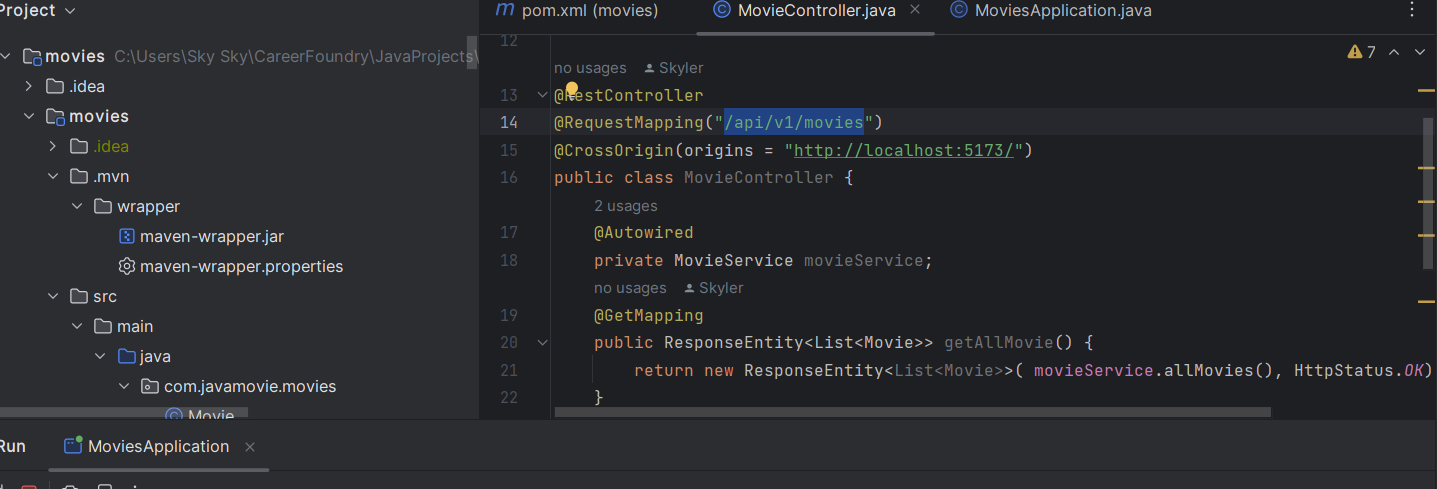 Project
movies C:\Users\Sky Sky\CareerFoundry\JavaProjects\
.idea
movies
.idea
.mvn
wrapper
maven-wrapper.jar
maven-wrapper.properties
src
main
java
com.javamovie.movies
Movie
pom.xml (movies) MovieController.java MoviesApplication.java
7
12
no usages Skyler
13 @RestController
14 @RequestMapping("/api/v1/movies")
15 @CrossOrigin(origins = "http://localhost:5173/")
16 public class MovieController {
2 usages
17 @Autowired
18 private MovieService movieService;
no usages Skyler
19 @GetMapping
20 public ResponseEntity<List<Movie>> getAllMovie() {
21 return new ResponseEntity<List<Movie>>( movieService.allMovies(), HttpStatus.OK)
22 }
Run MoviesApplication